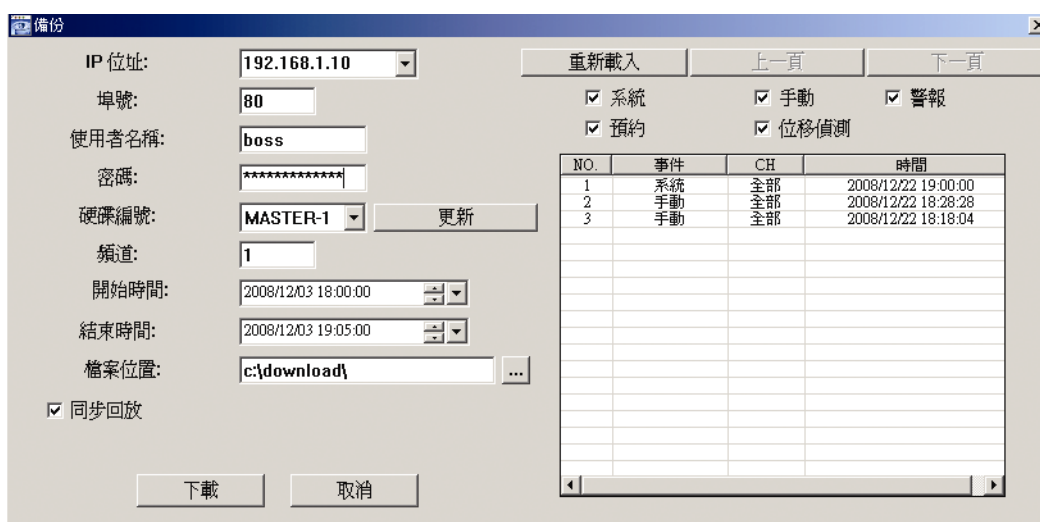 備份
IP 位址: 192.168.1.10
埠號: 80
使用者名稱: boss
密碼: *************
硬碟編號: MASTER-1 更新
頻道: 1
開始時間: 2008/12/03 18:00:00
結束時間: 2008/12/03 19:05:00
檔案位置: c:\download\ ...
同步回放
下載 取消
重新載入 上一頁 下一頁
系統 手動 警報
預約 位移偵測
NO. 事件 CH 時間
1 系統 全部 2008/12/22 19:00:00
2 手動 全部 2008/12/22 18:28:28
3 手動 全部 2008/12/22 18:18:04